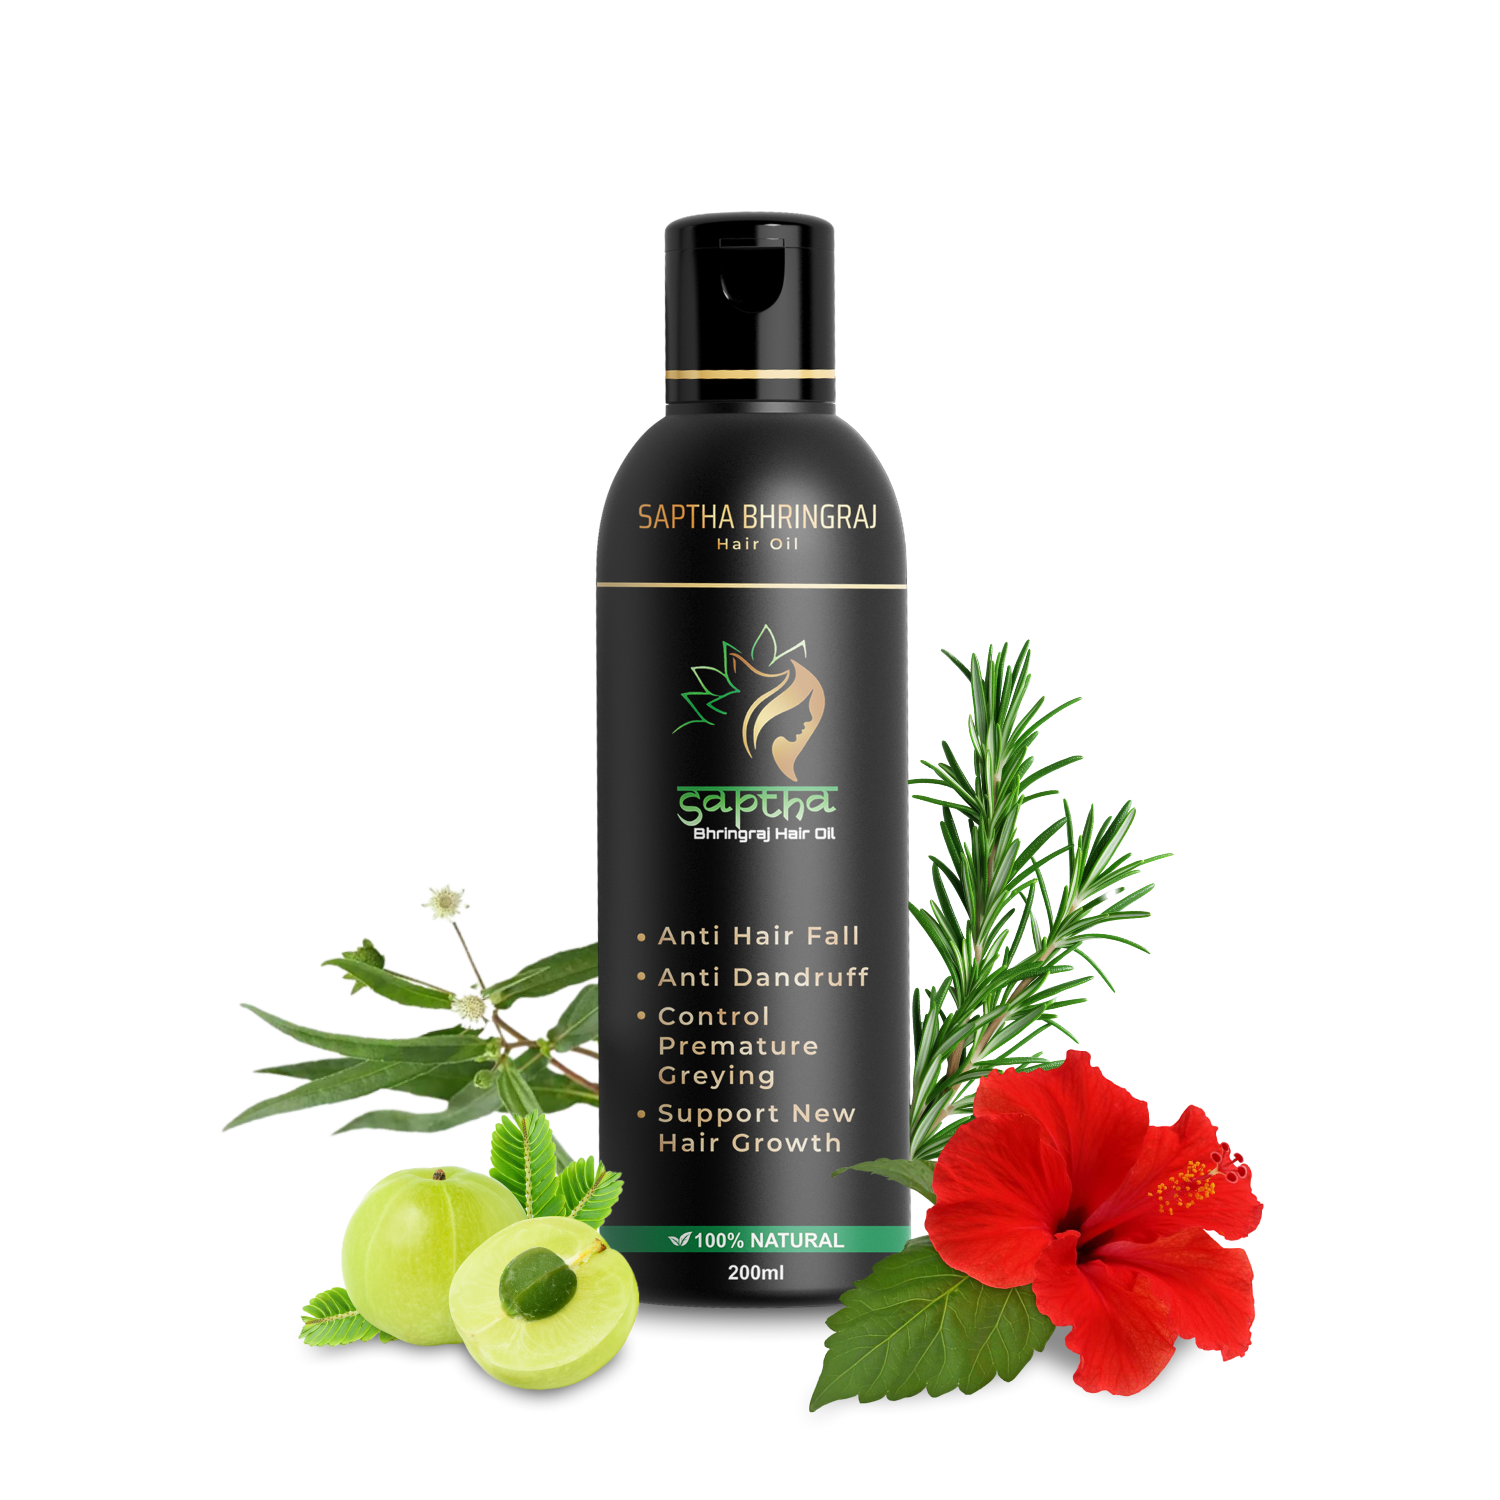 SAPTHA BHRINGRAJ
Hair Oil
saptha
Bhringraj Hair Oil
• Anti Hair Fall
• Anti Dandruff
• Control
Premature
Greying
• Support New
Hair Growth
100% NATURAL
200ml